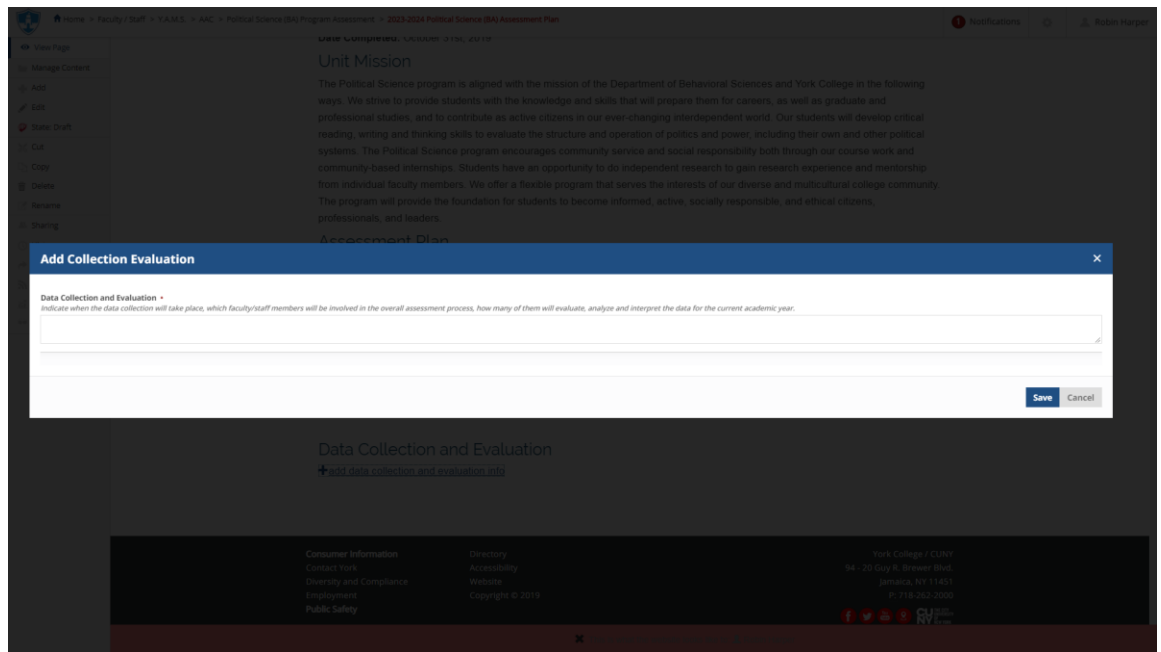 Home > Faculty / Staff > Y.A.M.S. > AAC > Political Science (BA) Program Assessment > 2023-2024 Political Science (BA) Assessment Plan
1 Notifications
Robin Harper
View Page
Manage Content
Add
Edit
State: Draft
Cut
Copy
Delete
Rename
Sharing
Date Completed: October 31st, 2019
Unit Mission
The Political Science program is aligned with the mission of the Department of Behavioral Sciences and York College in the following
ways. We strive to provide students with the knowledge and skills that will prepare them for careers, as well as graduate and
professional studies, and to contribute as active citizens in our ever-changing interdependent world. Our students will develop critical
reading, writing and thinking skills to evaluate the structure and operation of politics and power, including their own and other political
systems. The Political Science program encourages community service and social responsibility both through our course work and
community-based internships. Students have an opportunity to do independent research to gain research experience and mentorship
from individual faculty members. We offer a flexible program that serves the interests of our diverse and multicultural college community.
The program will provide the foundation for students to become informed, active, socially responsible, and ethical citizens,
professionals, and leaders.
Assessment Plan
Add Collection Evaluation ×
Data Collection and Evaluation •
Indicate when the data collection will take place, which faculty/staff members will be involved in the overall assessment process, how many of them will evaluate, analyze and interpret the data for the current academic year.
Save Cancel
Data Collection and Evaluation
+add data collection and evaluation info
Consumer Information
Contact York
Diversity and Compliance
Employment
Public Safety
Directory
Accessibility
Website
Copyright © 2019
York College / CUNY
94 - 20 Guy R. Brewer Blvd.
Jamaica, NY 11451
P: 718-262-2000
CUNY